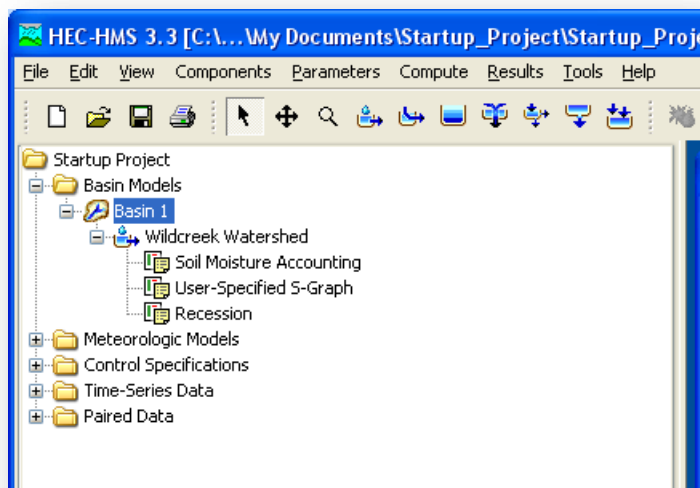 HEC-HMS 3.3 [C:\...\My Documents\Startup_Project\Startup_Proj
File Edit View Components Parameters Compute Results Tools Help
Startup Project
Basin Models
Basin 1
Wildcreek Watershed
Soil Moisture Accounting
User-Specified S-Graph
Recession
Meteorologic Models
Control Specifications
Time-Series Data
Paired Data